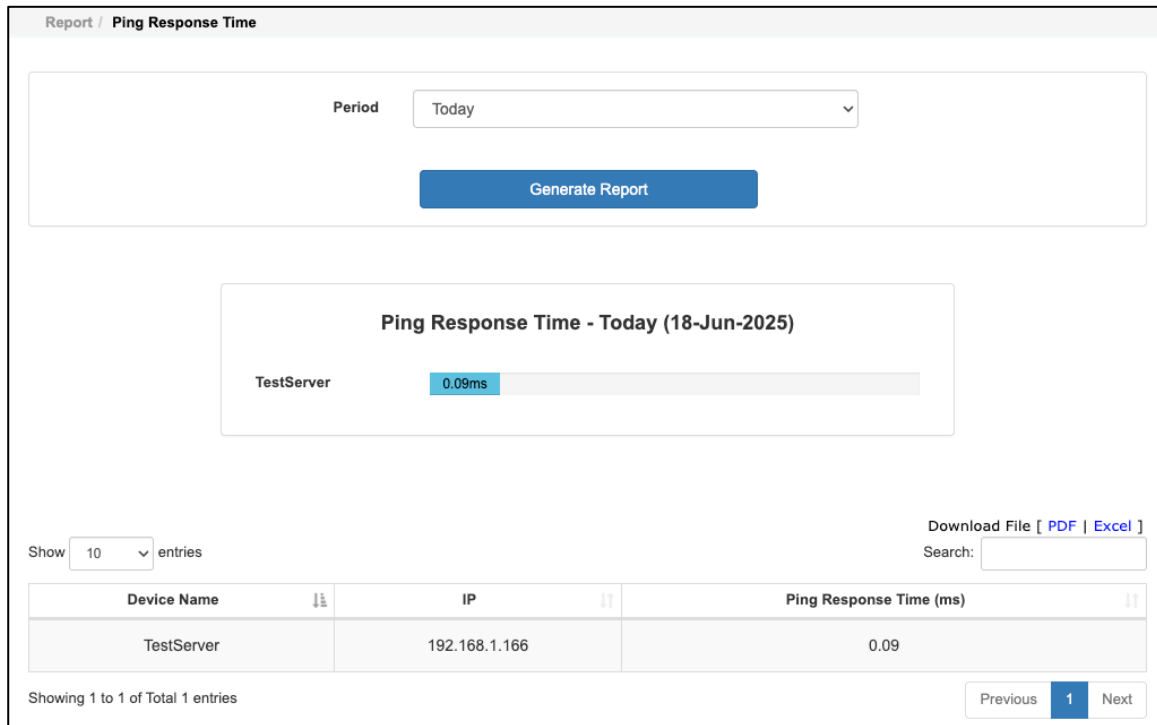 Report / Ping Response Time
Period Today
Generate Report
Ping Response Time - Today (18-Jun-2025)
TestServer 0.09ms
Download File [ PDF | Excel ]
Show 10 entries Search:
Device Name IP Ping Response Time (ms)
TestServer 192.168.1.166 0.09
Showing 1 to 1 of Total 1 entries Previous 1 Next